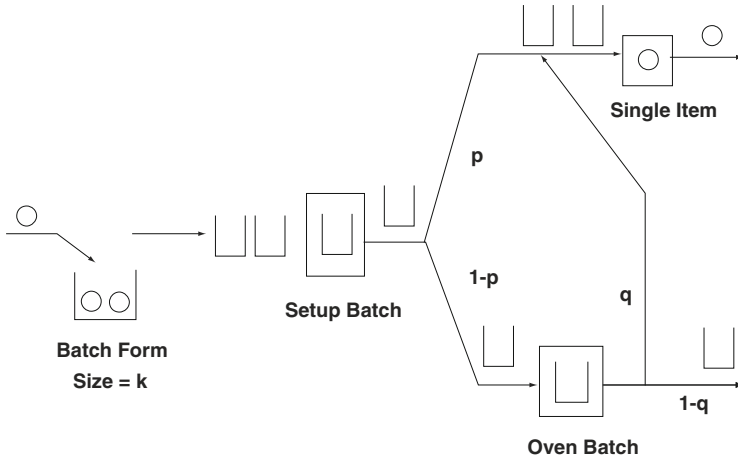 Single Item
p
Setup Batch
1-p
q
Batch Form
Size = k
1-q
Oven Batch